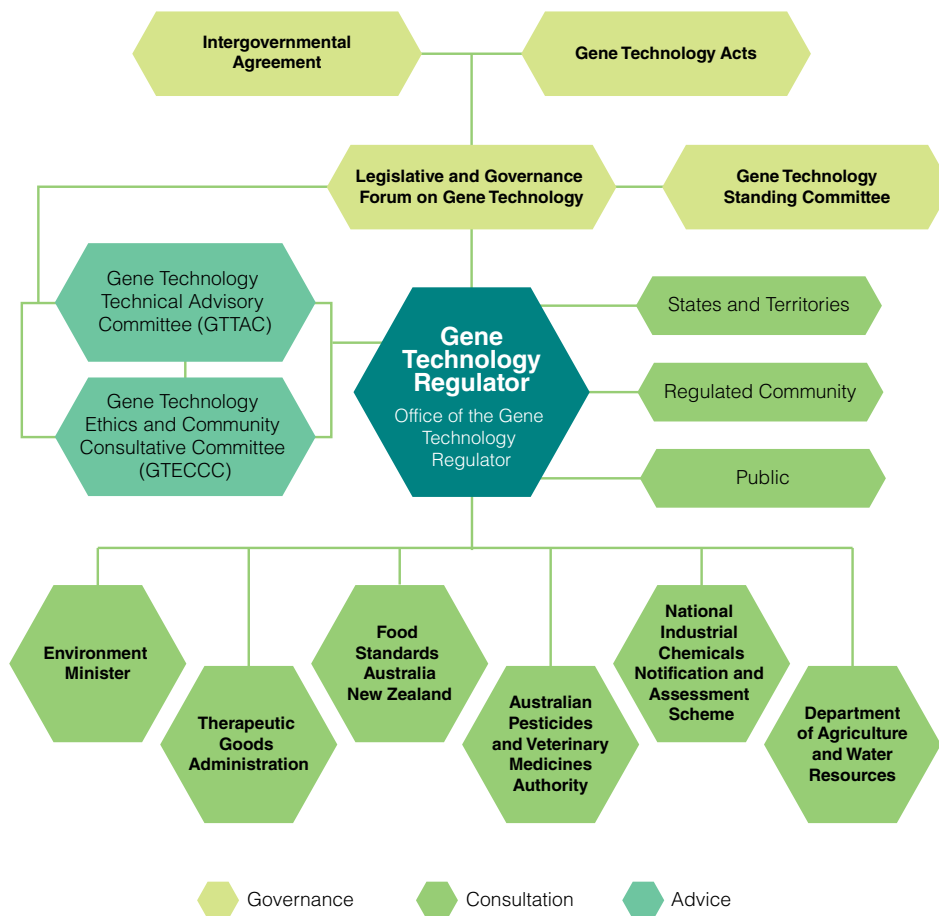 Intergovernmental
Agreement
Gene Technology Acts
Legislative and Governance
Forum on Gene Technology
Gene Technology
Standing Committee
Gene Technology
Technical Advisory
Committee (GTTAC)
Gene Technology
Ethics and Community
Consultative Committee
(GTECCC)
Gene
Technology
Regulator
Office of the Gene
Technology
Regulator
States and Territories
Regulated Community
Public
Environment
Minister
Therapeutic
Goods
Administration
Food
Standards
Australia
New Zealand
Australian
Pesticides
and Veterinary
Medicines
Authority
National
Industrial
Chemicals
Notification and
Assessment
Scheme
Department
of Agriculture
and Water
Resources
Governance
Consultation
Advice